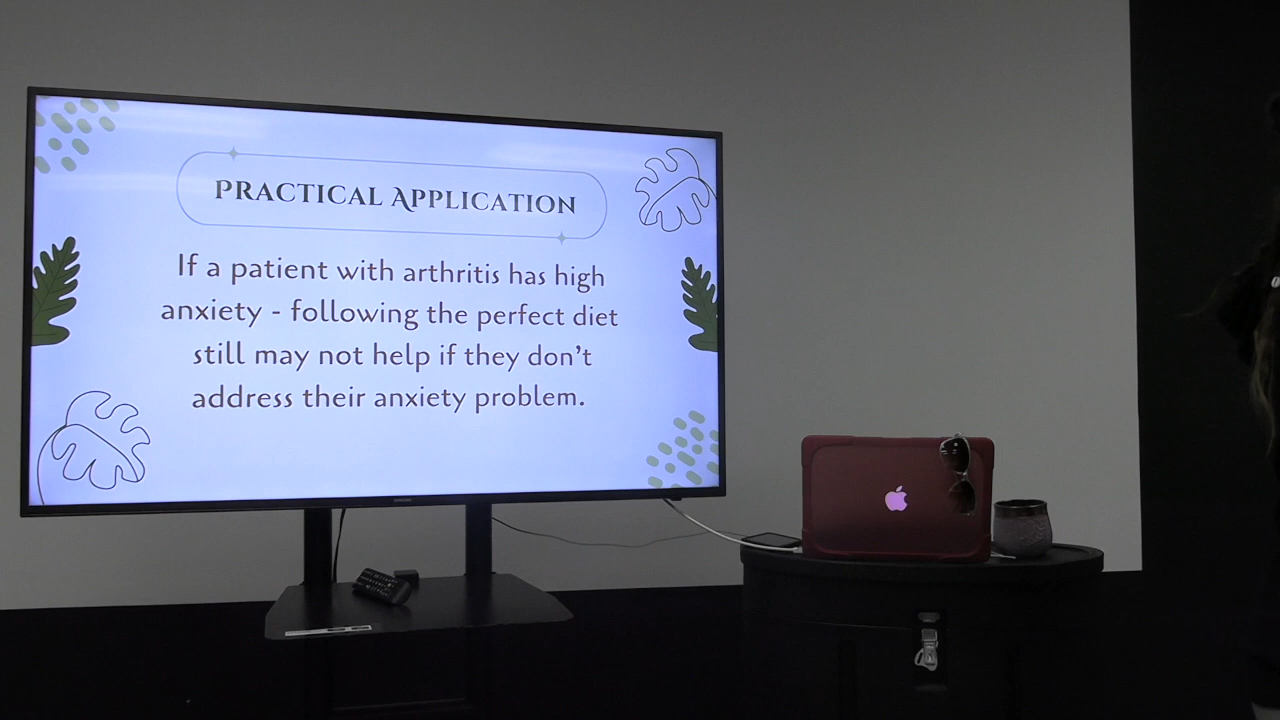 Practical Application
If a patient with arthritis has high
anxiety - following the perfect diet
still may not help if they don't
address their anxiety problem.